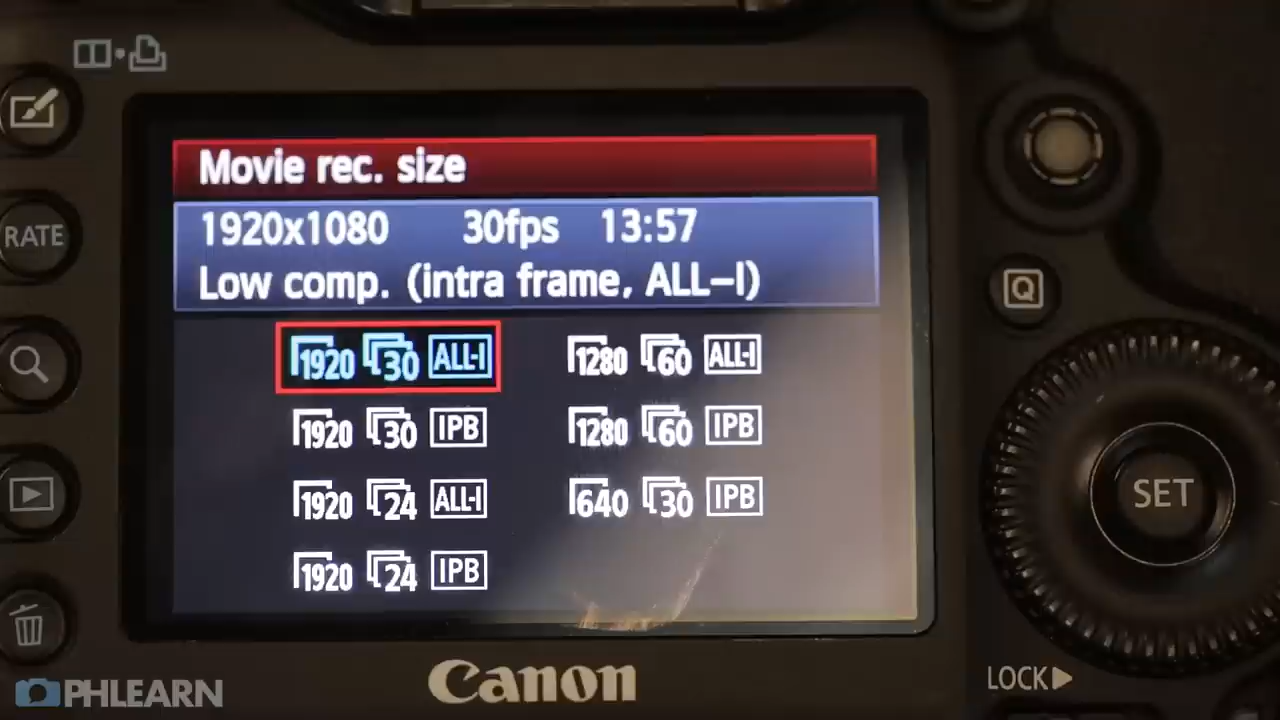 RATE
Movie rec. size
1920x1080 30fps 13:57
Low comp. (intra frame, ALL-I)
1920 30 ALL-I 1280 60 ALL-I
1920 30 IPB 1280 60 IPB
1920 24 ALL-I 640 30 IPB
1920 24 IPB
Q
SET
LOCK
Canon
PHLEARN